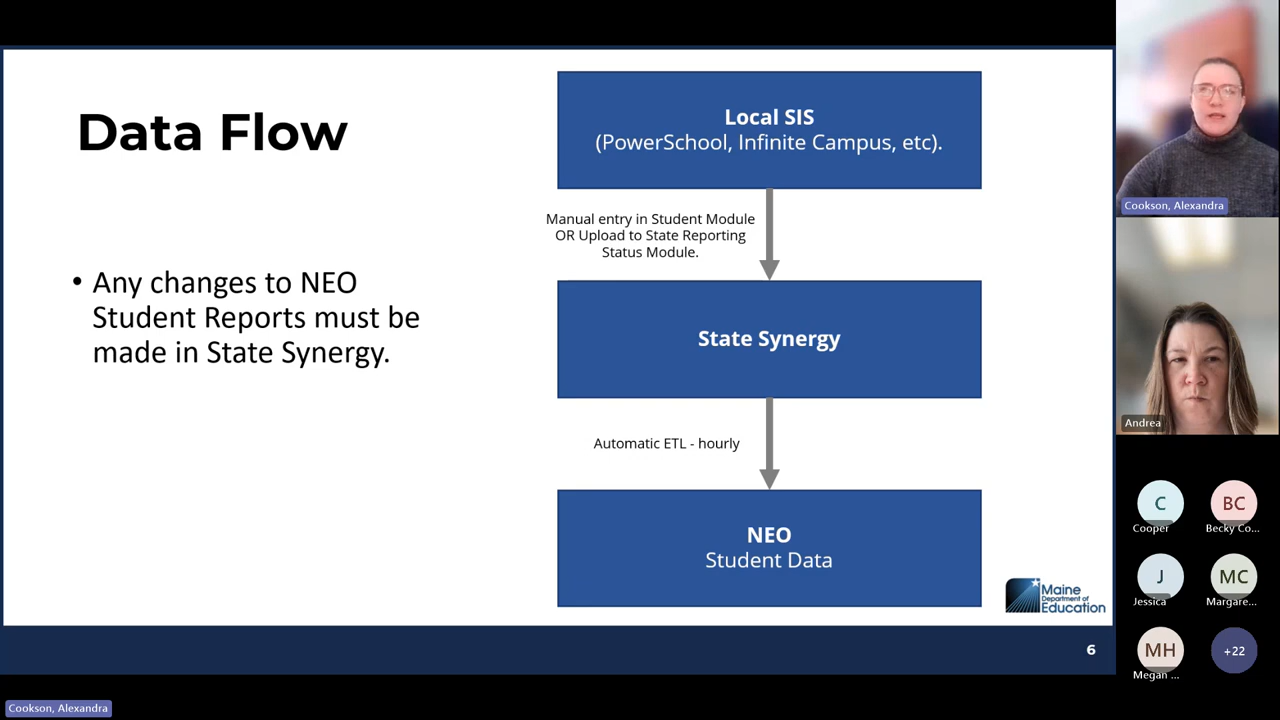 Data Flow
• Any changes to NEO
Student Reports must be
made in State Synergy.
Local SIS
(PowerSchool, Infinite Campus, etc).
Manual entry in Student Module
OR Upload to State Reporting
Status Module.
State Synergy
Automatic ETL - hourly
NEO
Student Data
Maine
Department of
Education
6
Cookson, Alexandra
Cookson, Alexandra
Andrea
C
Cooper
BC
Becky Co...
J
Jessica
MC
Margare...
MH
Megan ...
+22